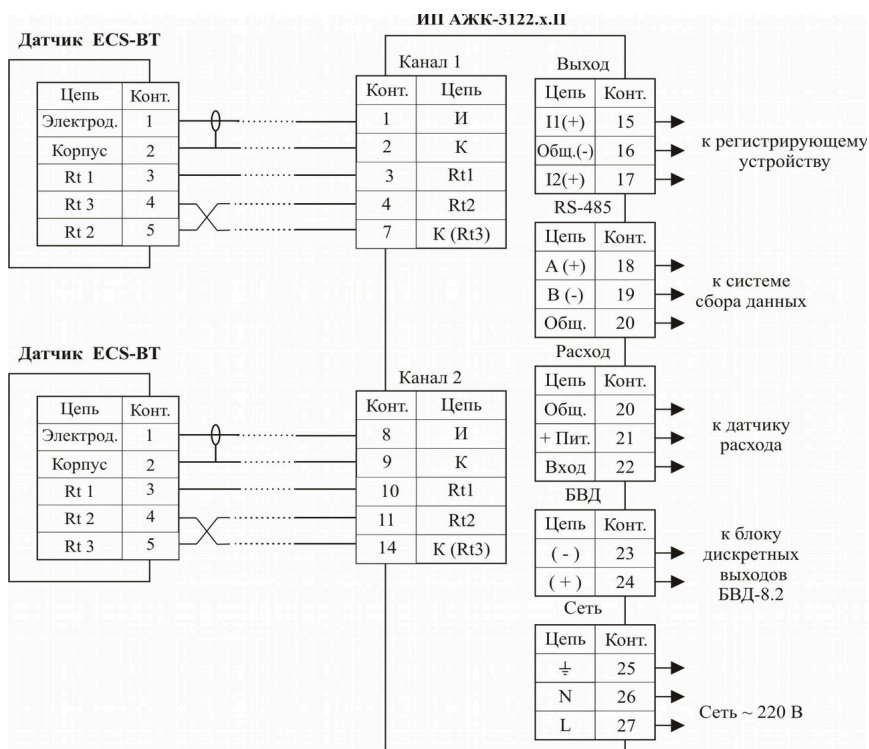 ИП АЖК-3122.х.П
Датчик ECS-BT
Цепь Конт.
Электрод. 1
Корпус 2
Rt 1 3
Rt 3 4
Rt 2 5
Канал 1
Конт. Цепь
1 И
2 К
3 Rt1
4 Rt2
7 К (Rt3)
Датчик ECS-BT
Цепь Конт.
Электрод. 1
Корпус 2
Rt 1 3
Rt 2 4
Rt 3 5
Канал 2
Конт. Цепь
8 И
9 К
10 Rt1
11 Rt2
14 К (Rt3)
Выход
Цепь Конт.
I1(+) 15
Общ.(-) 16
I2(+) 17
к регистрирующему
устройству
RS-485
Цепь Конт.
A (+) 18
B (-) 19
Общ. 20
к системе
сбора данных
Расход
Цепь Конт.
Общ. 20
+ Пит. 21
Вход 22
к датчику
расхода
БВД
Цепь Конт.
( - ) 23
( + ) 24
к блоку
дискретных
выходов
БВД-8.2
Сеть
Цепь Конт.
25
N 26
L 27
Сеть ~ 220 В